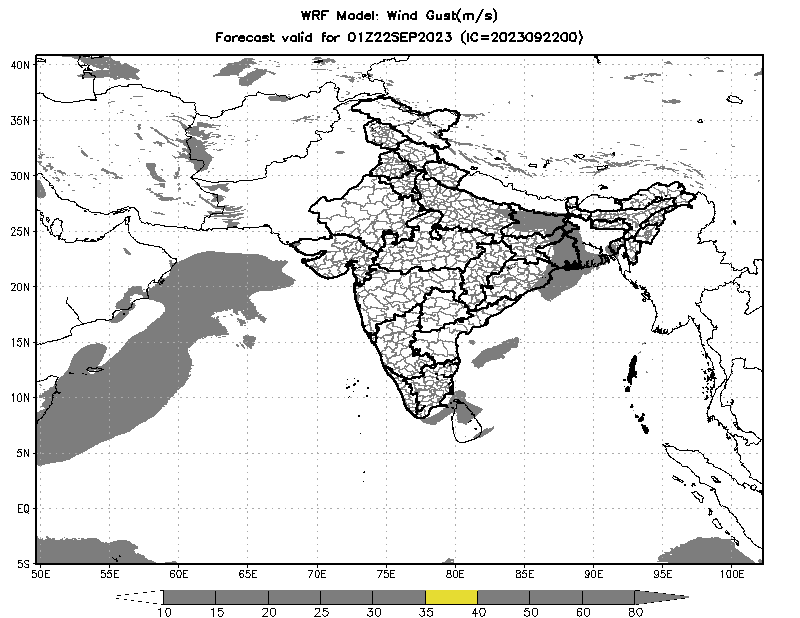 WRF Model: Wind Gust(m/s)
Forecast valid for 01Z22SEP2023 (IC=2023092200)
40N
35N
30N
25N
20N
15N
10N
5N
EQ
5S
50E 55E 60E 65E 70E 75E 80E 85E 90E 95E 100E
10 15 20 25 30 35 40 50 60 80